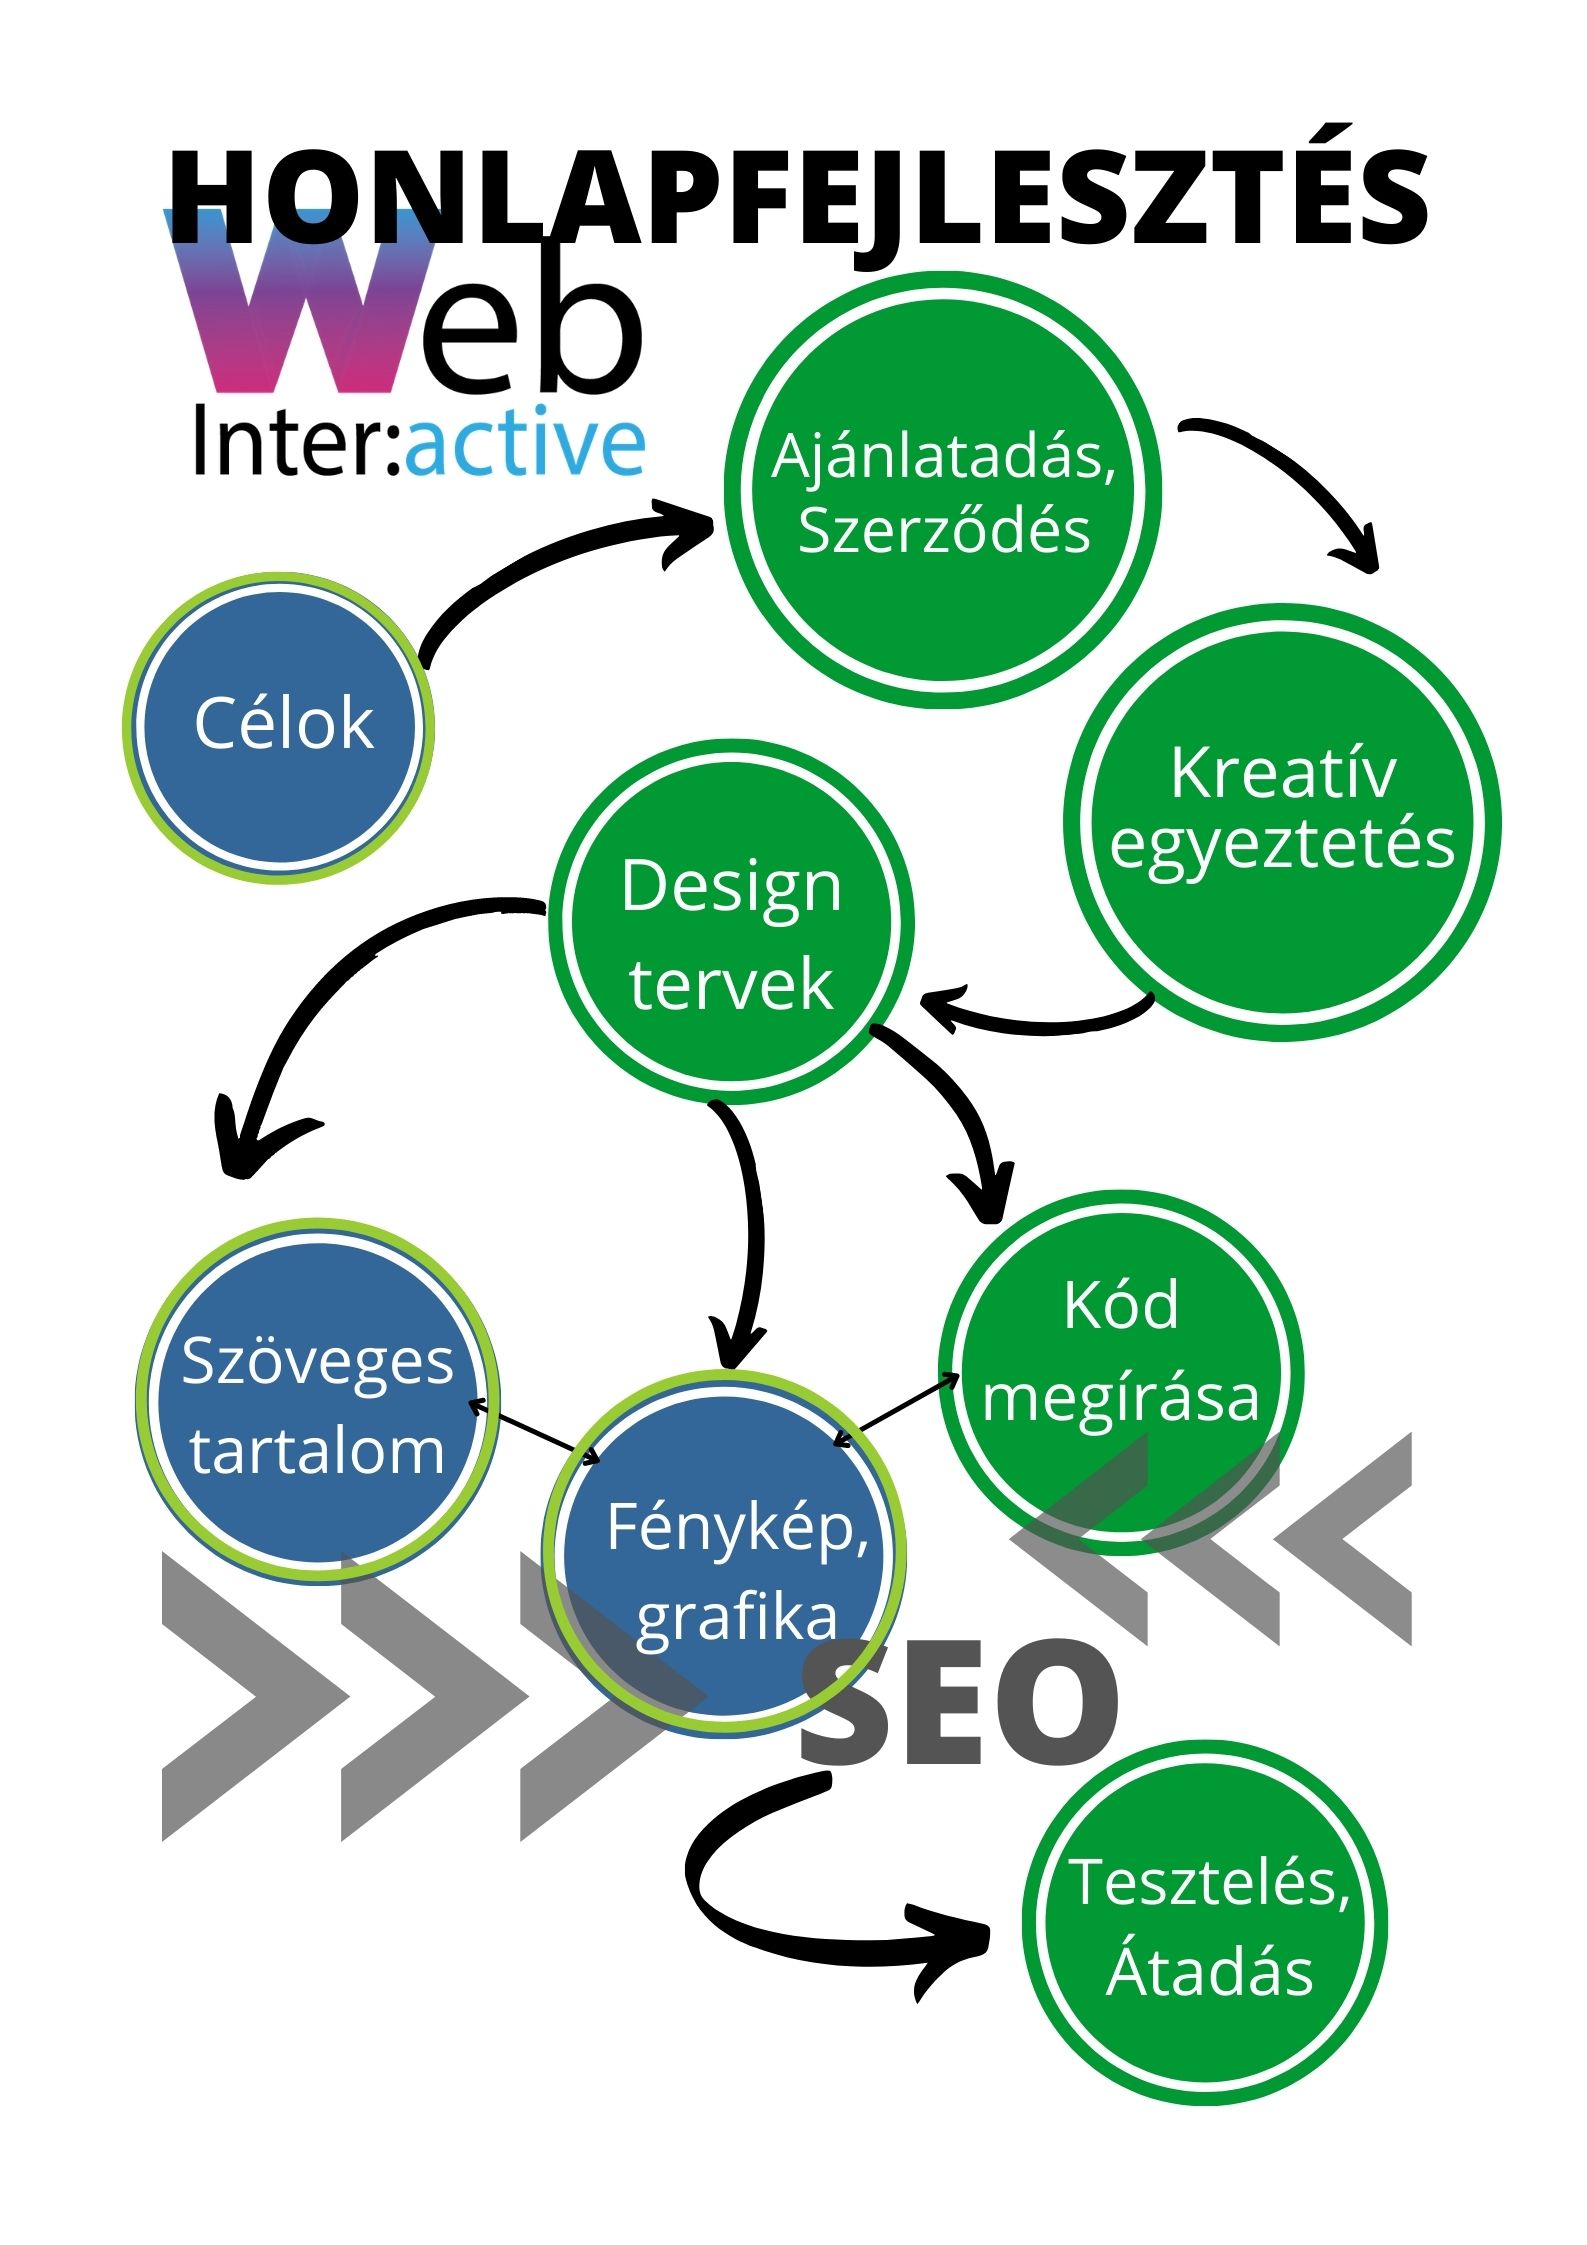 HONLAPFEJLESZTÉS
Web
Inter:active
Ajánlatadás,
Szerződés
Célok
Kreatív
egyeztetés
Design
tervek
Szöveges
tartalom
Fénykép,
grafika
Kód
megírása
SEO
Tesztelés,
Átadás